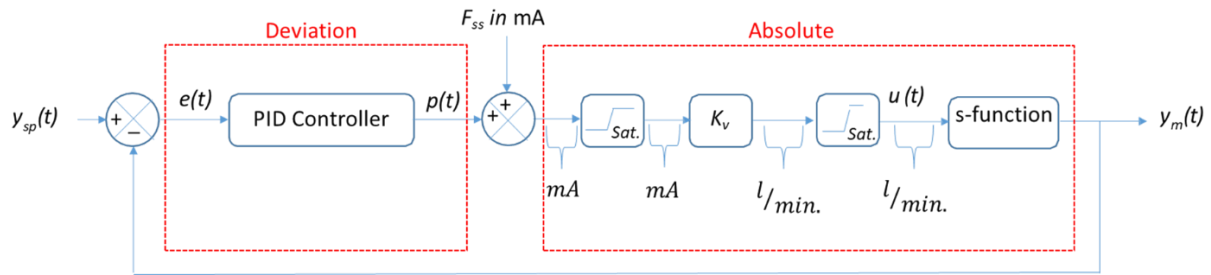 F_ss in mA
Deviation
Absolute
y_sp(t)
+
−
e(t)
PID Controller
p(t)
+
+
Sat.
K_v
Sat.
u (t)
s-function
y_m(t)
mA
mA
l/min.
l/min.